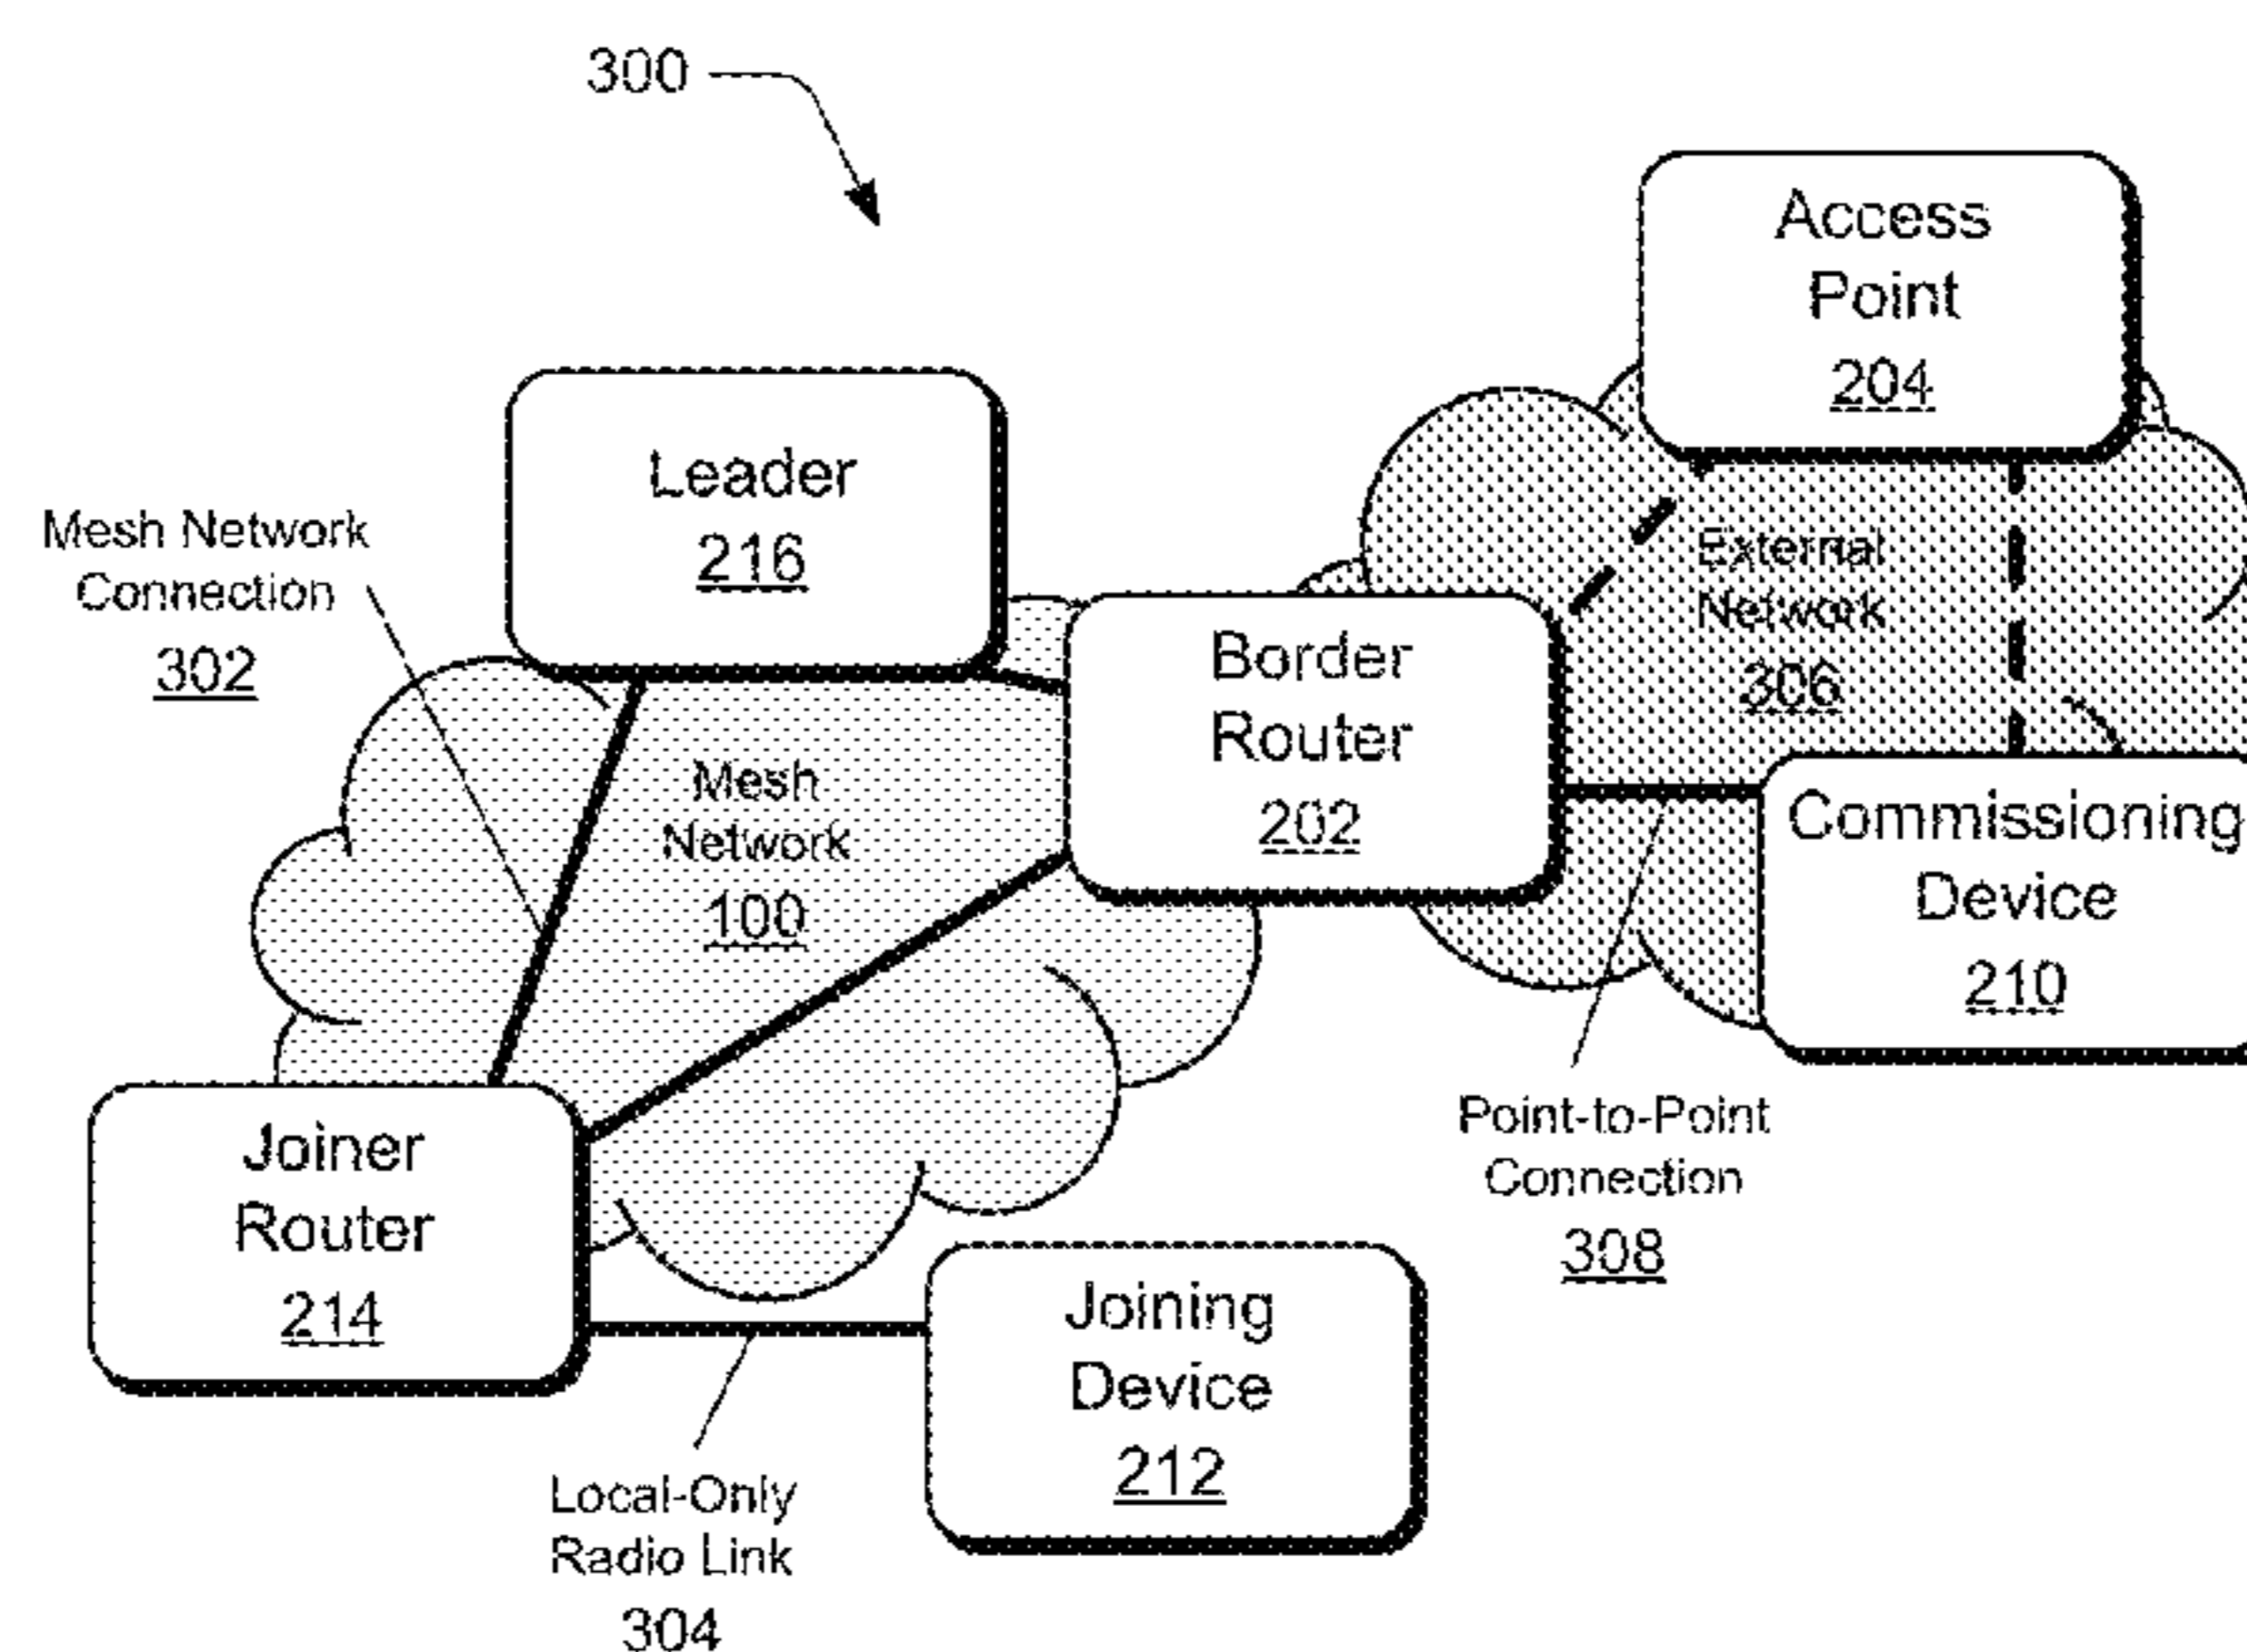 300
Access
Point
204
Leader
216
Mesh Network
Connection
302
External
Network
306
Border
Router
202
Mesh
Network
100
Commissioning
Device
210
Point-to-Point
Connection
308
Joiner
Router
214
Joining
Device
212
Local-Only
Radio Link
304